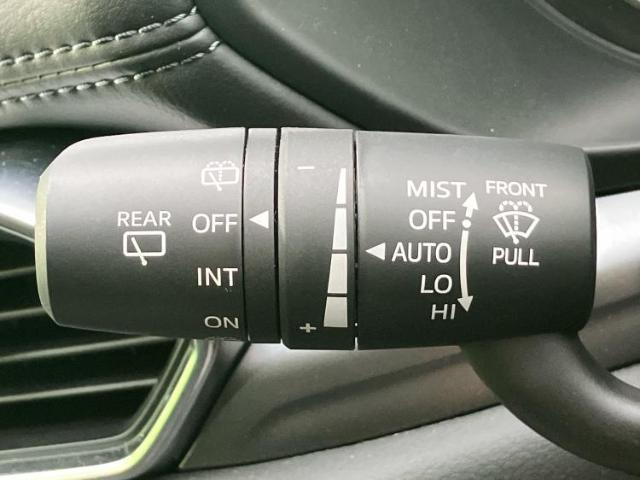 REAR
OFF
INT
ON
−
+
MIST
OFF
AUTO
LO
HI
FRONT
PULL